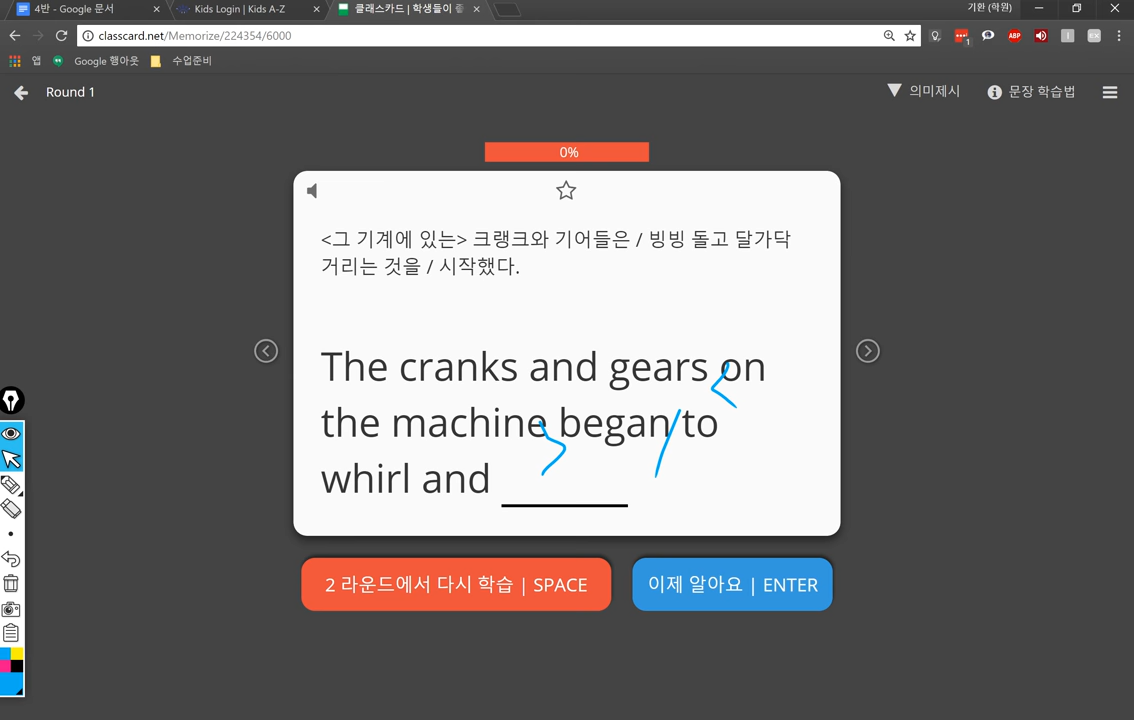 4반 - Google 문서
Kids Login | Kids A-Z
클래스카드 | 학생들이 좋
기환 (학원)
classcard.net/Memorize/224354/6000
ABP
1
앱
Google 행아웃
수업준비
Round 1
의미제시
문장 학습법
0%
<그 기계에 있는> 크랭크와 기어들은 / 빙빙 돌고 달가닥
거리는 것을 / 시작했다.
The cranks and gears on
the machine began to
whirl and
2 라운드에서 다시 학습 | SPACE
이제 알아요 | ENTER